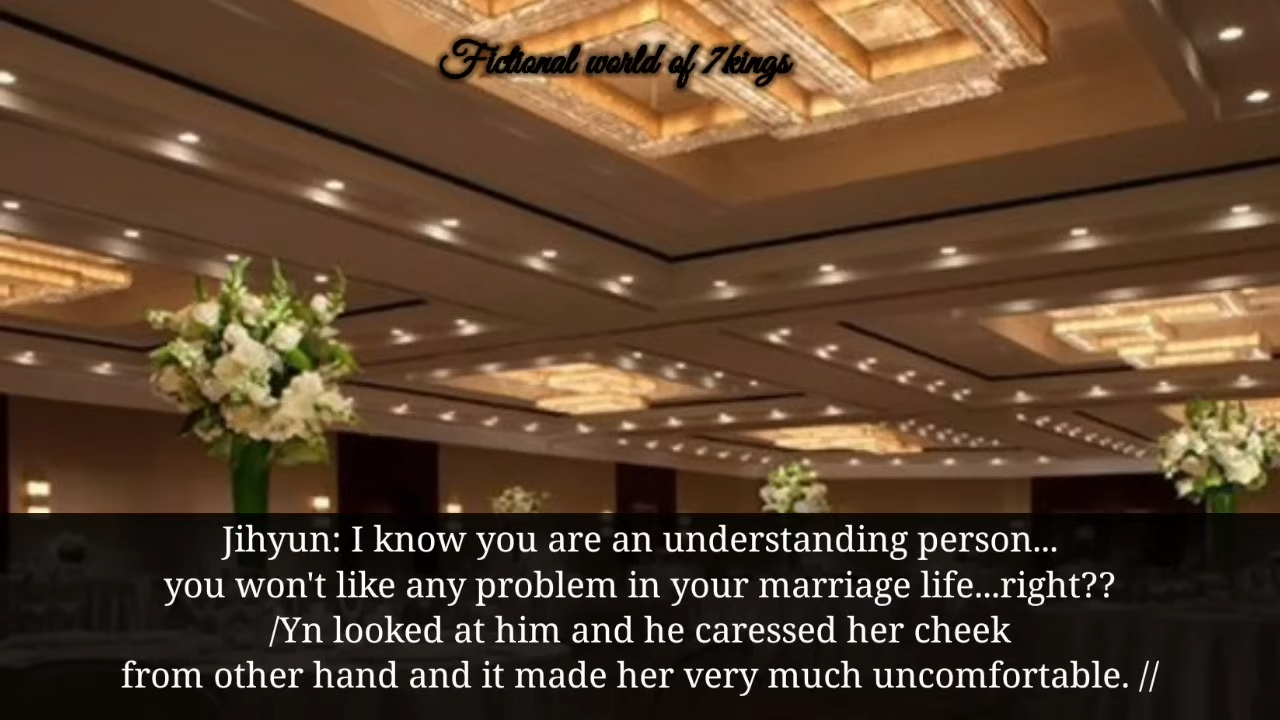 Fictional world of 7kings
Jihyun: I know you are an understanding person...
you won't like any problem in your marriage life...right??
/Yn looked at him and he caressed her cheek
from other hand and it made her very much uncomfortable. //